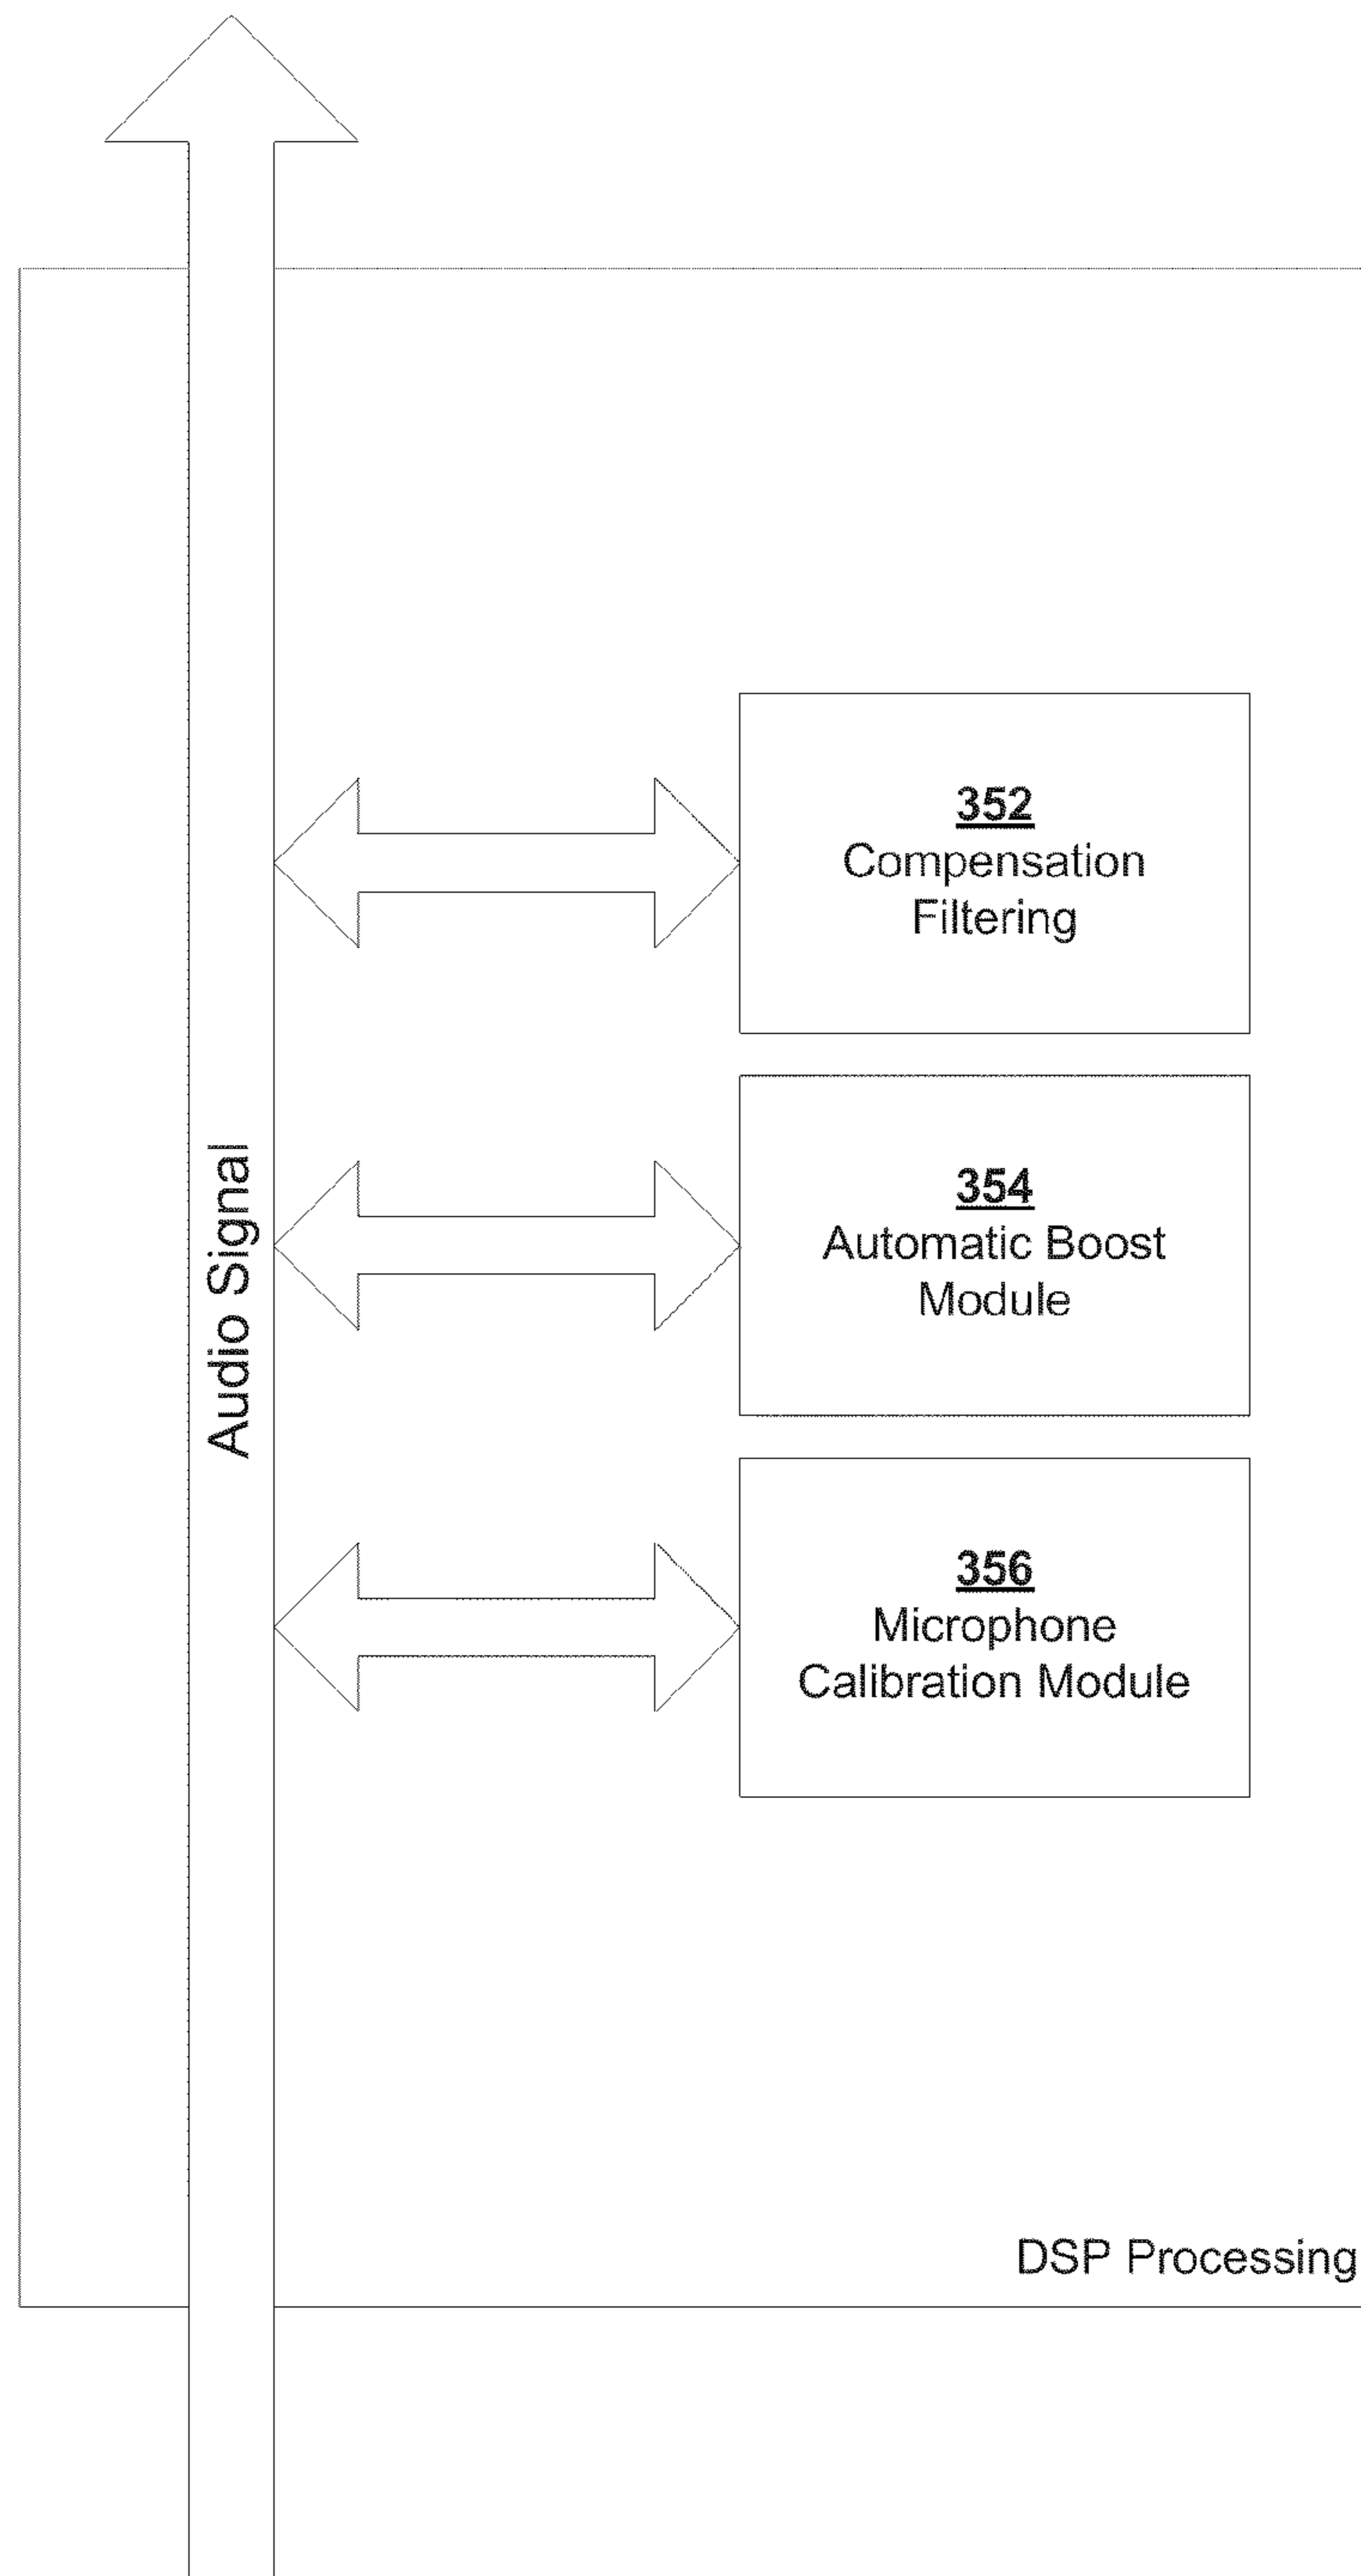 352
Compensation
Filtering
354
Automatic Boost
Module
Audio Signal
356
Microphone
Calibration Module
DSP Processing